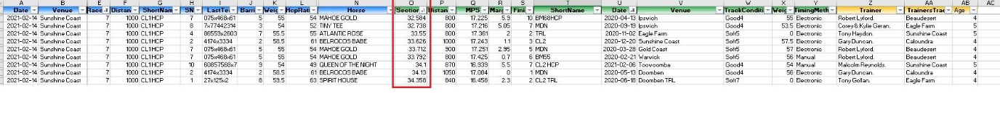 A B E F G H I J K L N O P Q R S T U V W X Y Z AA AB AC
Date Venue Race Distan ShortNam SN LastTe Barri Weig HopRati Horse Section Distan MPS Mar Fini ShortName Date Venue TrackConditi Weig TimingMeth Trainer TrainersTrac Age
2021-02-14 Sunshine Coast 7 1000 CL1HCP 7 075x468x61 5 55 54 MAHOE GOLD 32.584 800 17.225 5.9 10 BM68HCP 2020-04-13 Ipswich Good4 55 Electronic Robert Lyford. Beaudesert 4
2021-02-14 Sunshine Coast 7 1000 CL1HCP 8 7x77442314 3 54 52 TINY TEE 32.738 800 17.216 5.05 7 MDN 2020-09-19 Ipswich Good4 53.5 Electronic Corey & Kylie Geran. Eagle Farm 5
2021-02-14 Sunshine Coast 7 1000 CL1HCP 4 86559x2603 7 55.5 55 ATLANTIC ROSE 33.55 800 17.361 2 2 TRL 2020-11-02 Eagle Farm Soft5 0 Electronic Tony Haydon. Sunshine Coast 5
2021-02-14 Sunshine Coast 7 1000 CL1HCP 2 4174x3334 2 58.5 61 BELROCOS BABE 33.626 1000 17.243 1.1 3 CL2 2020-12-20 Sunshine Coast Soft5 57.5 Electronic Gary Duncan. Caloundra 4
2021-02-14 Sunshine Coast 7 1000 CL1HCP 7 075x468x61 5 55 54 MAHOE GOLD 33.712 900 17.251 2.95 5 MDN 2020-03-28 Gold Coast Soft5 57 Electronic Robert Lyford. Beaudesert 4
2021-02-14 Sunshine Coast 7 1000 CL1HCP 7 075x468x61 5 55 54 MAHOE GOLD 33.792 800 17.425 0.7 6 BM55 2020-02-21 Warwick Good4 56 Manual Robert Lyford. Beaudesert 4
2021-02-14 Sunshine Coast 7 1000 CL1HCP 10 60857568x7 9 54 49 QUEEN OF THE NIGHT 34.1 870 16.939 5.5 7 CL2 HCP 2021-02-06 Toowoomba Good4 54 Manual Malcolm Reynolds. Sunshine Coast 5
2021-02-14 Sunshine Coast 7 1000 CL1HCP 2 4174x3334 2 58.5 61 BELROCOS BABE 34.13 1050 17.084 0 1 MDN 2020-05-13 Doomben Good4 56 Electronic Gary Duncan. Caloundra 4
2021-02-14 Sunshine Coast 7 1000 CL1HCP 1 27x125x2 8 59.5 63 SPIRIT HOUSE 34.358 840 16.458 2.3 2 CL2 TRL 2020-06-18 Doomben TRL Soft7 0 Electronic Tony Gollan. Eagle Farm 4